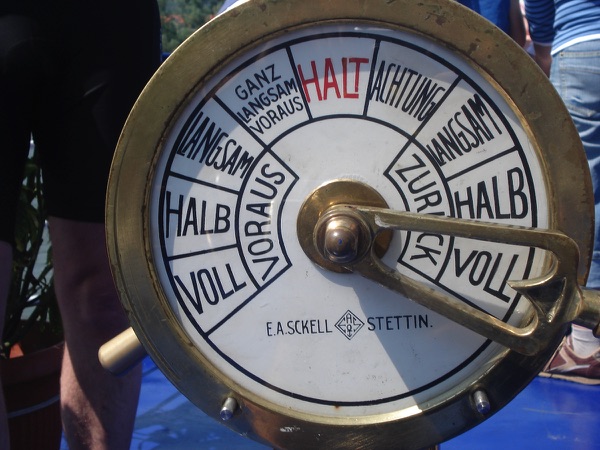 VOLL
HALB
LANGSAM
GANZ
LANGSAM
VORAUS
HALT
ACHTUNG
LANGSAM
HALB
VOLL
VORAUS
ZURÜCK
E.A.SCKELL STETTIN.